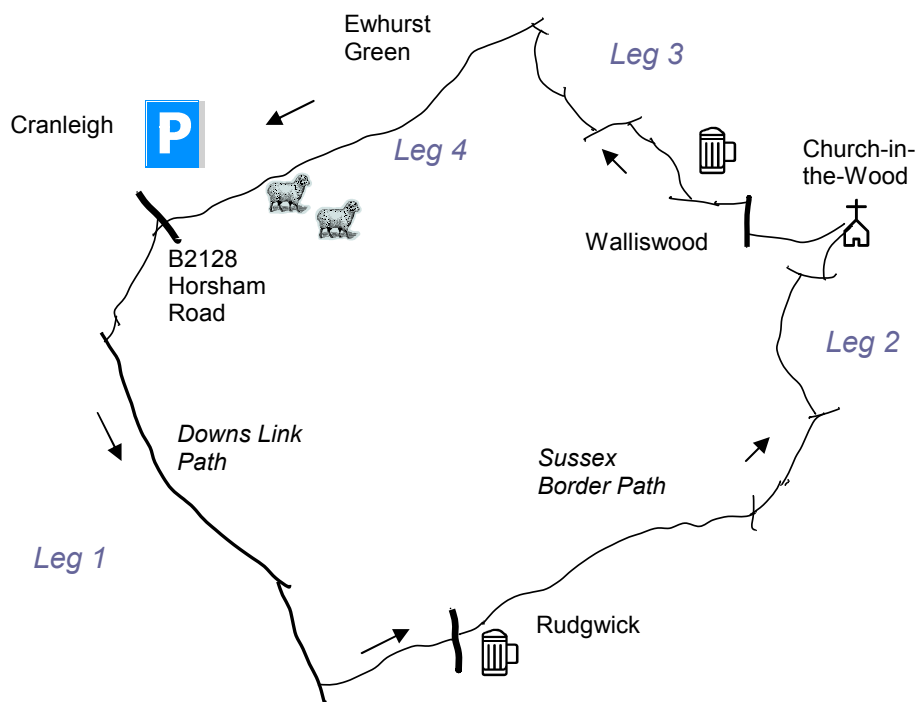 Ewhurst
Green
Leg 3
Cranleigh
P
Leg 4
Church-in-
the-Wood
Walliswood
B2128
Horsham
Road
Leg 2
Downs Link
Path
Sussex
Border Path
Leg 1
Rudgwick